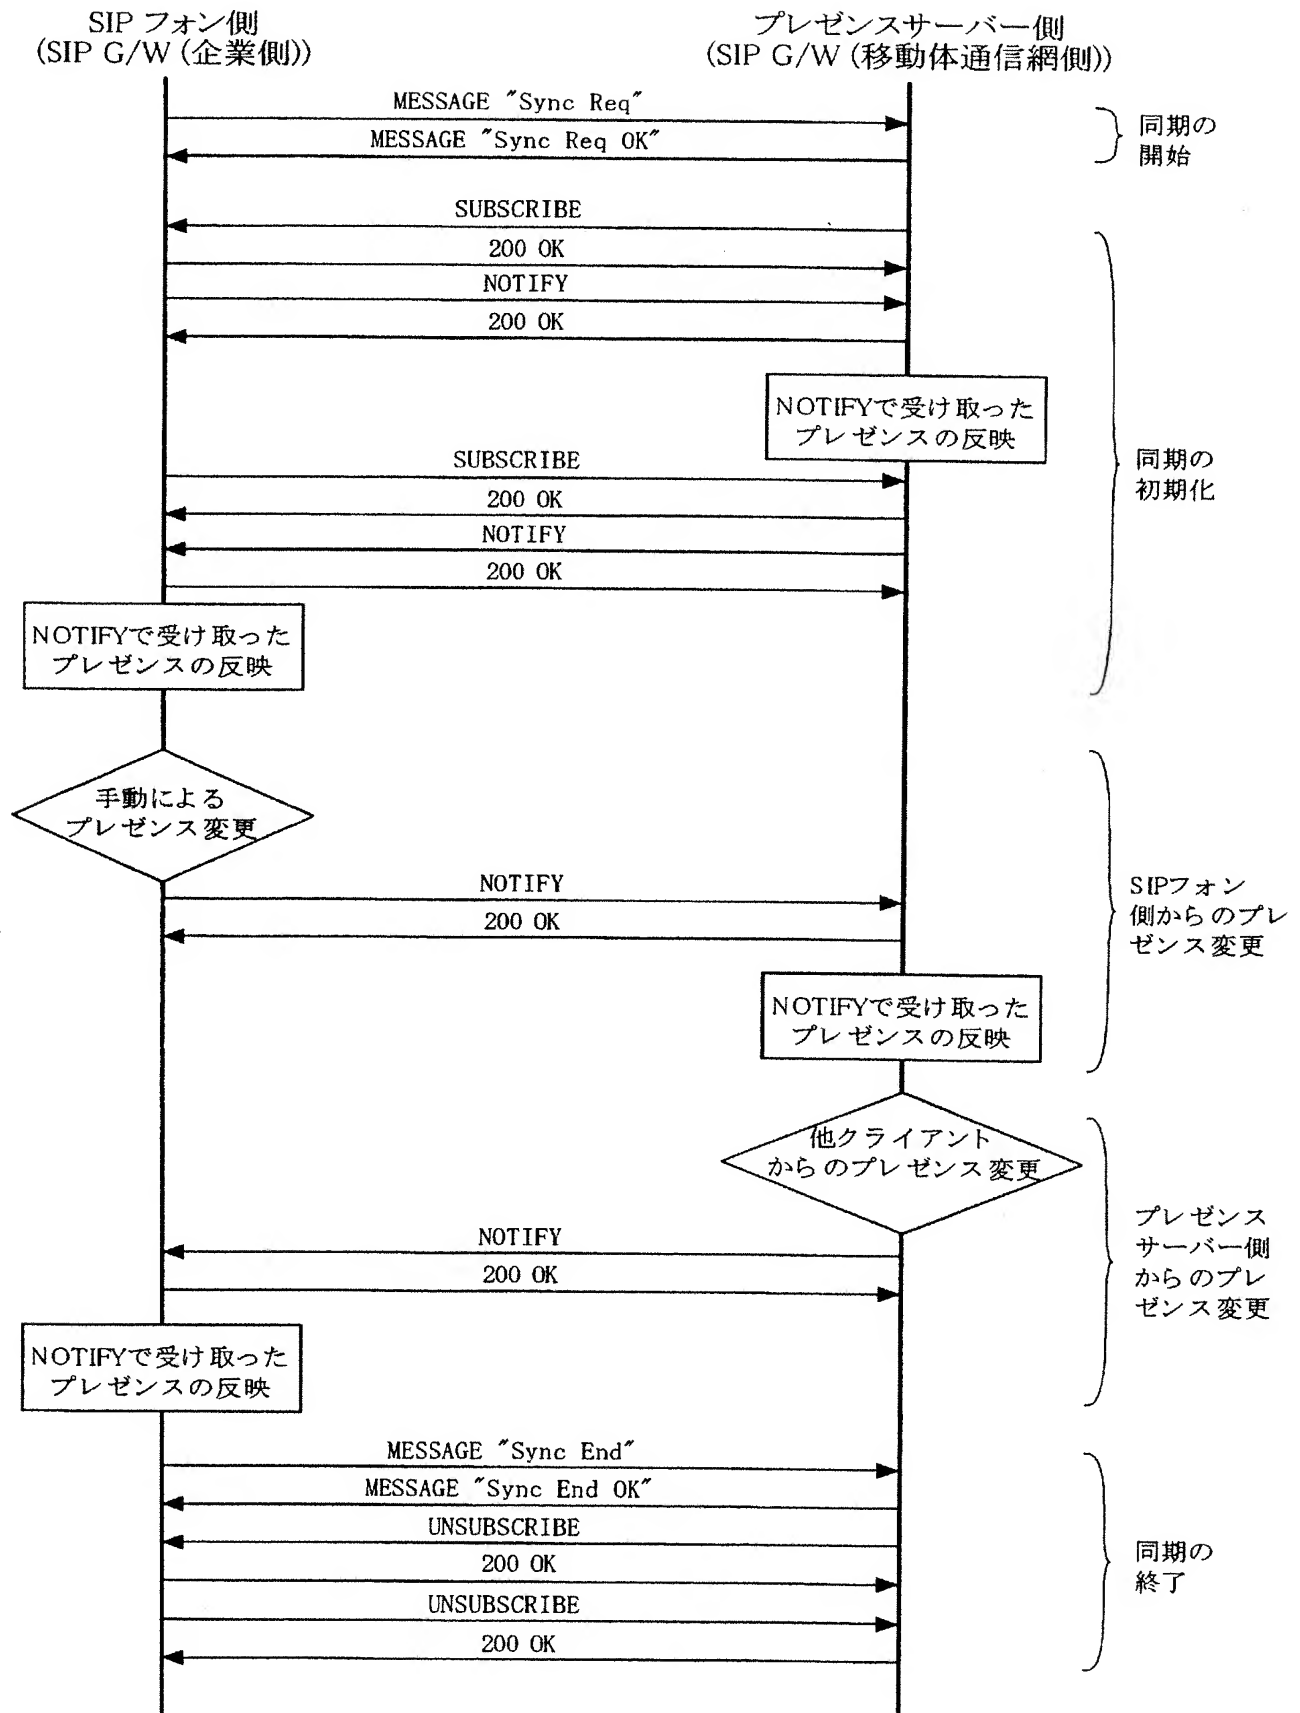 SIP フォン側
(SIP G/W (企業側))
プレゼンスサーバー側
(SIP G/W (移動体通信網側))
MESSAGE "Sync Req"
MESSAGE "Sync Req OK"
同期の
開始
SUBSCRIBE
200 OK
NOTIFY
200 OK
NOTIFYで受け取った
プレゼンスの反映
SUBSCRIBE
200 OK
NOTIFY
200 OK
NOTIFYで受け取った
プレゼンスの反映
同期の
初期化
手動による
プレゼンス変更
NOTIFY
200 OK
NOTIFYで受け取った
プレゼンスの反映
SIPフォン
側からのプレ
ゼンス変更
他クライアント
からのプレゼンス変更
NOTIFY
200 OK
NOTIFYで受け取った
プレゼンスの反映
プレゼンス
サーバー側
からのプレ
ゼンス変更
MESSAGE "Sync End"
MESSAGE "Sync End OK"
UNSUBSCRIBE
200 OK
UNSUBSCRIBE
200 OK
同期の
終了